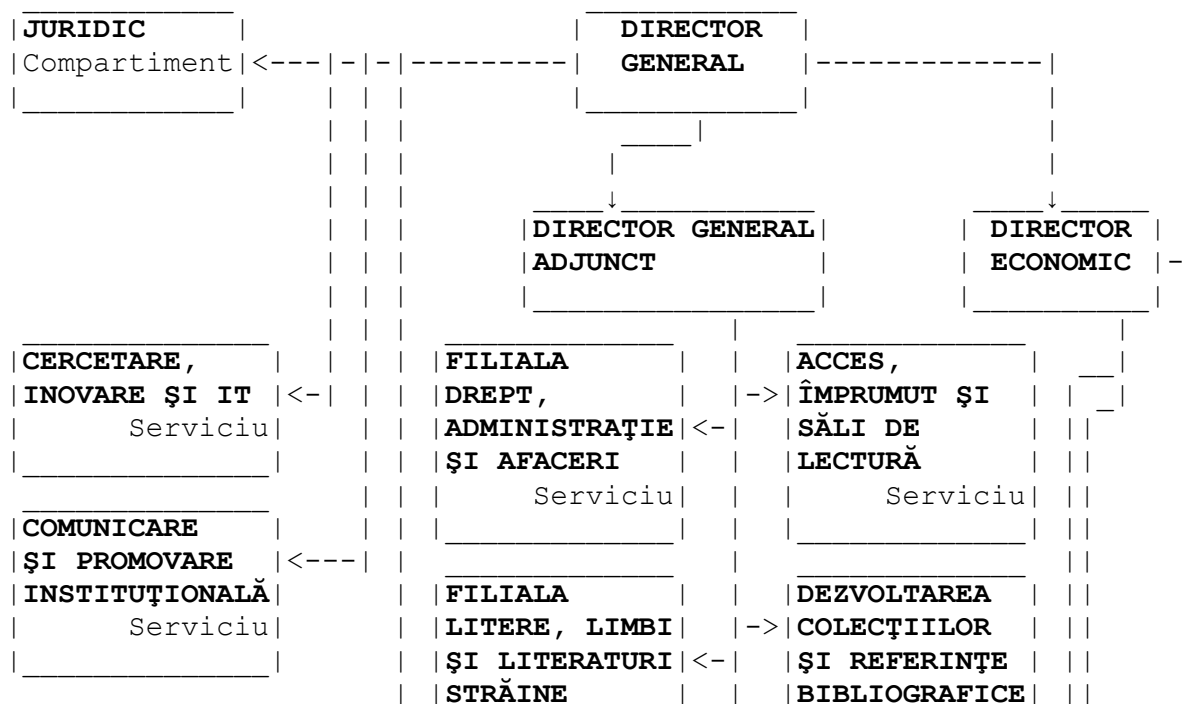 JURIDIC
Compartiment
DIRECTOR
GENERAL
DIRECTOR GENERAL
ADJUNCT
DIRECTOR
ECONOMIC
CERCETARE,
INOVARE ŞI IT
Serviciu
FILIALA
DREPT,
ADMINISTRAŢIE
ŞI AFACERI
Serviciu
ACCES,
ÎMPRUMUT ŞI
SĂLI DE
LECTURĂ
Serviciu
COMUNICARE
ŞI PROMOVARE
INSTITUŢIONALĂ
Serviciu
FILIALA
LITERE, LIMBI
ŞI LITERATURI
STRĂINE
DEZVOLTAREA
COLECŢIILOR
ŞI REFERINŢE
BIBLIOGRAFICE